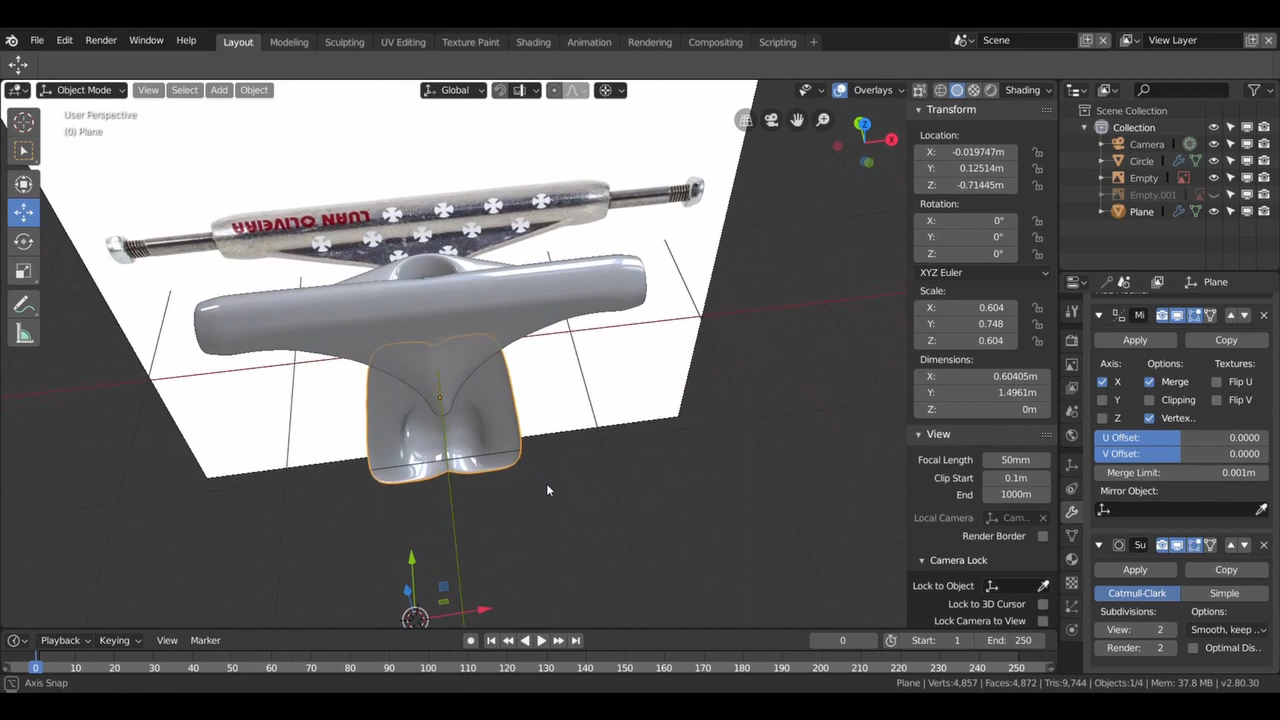 File Edit Render Window Help Layout Modeling Sculpting UV Editing Texture Paint Shading Animation Rendering Compositing Scripting + Scene View Layer
Object Mode View Select Add Object Global Overlays Shading
User Perspective
(0) Plane
Z
X
LUAN OLIVEIRA
Transform
Location:
X: -0.019747m
Y: 0.12514m
Z: -0.71445m
Rotation:
X: 0°
Y: 0°
Z: 0°
XYZ Euler
Scale:
X: 0.604
Y: 0.748
Z: 0.604
Dimensions:
X: 0.60405m
Y: 1.4961m
Z: 0m
View
Focal Length 50mm
Clip Start 0.1m
End 1000m
Local Camera Cam..
Render Border
Camera Lock
Lock to Object
Lock to 3D Cursor
Lock Camera to View
Scene Collection
Collection
Camera
Circle
Empty
Empty.001
Plane
Plane
Mi
Apply Copy
Axis: Options: Textures:
X Merge Flip U
Y Clipping Flip V
Z Vertex..
U Offset: 0.0000
V Offset: 0.0000
Merge Limit: 0.001m
Mirror Object:
Su
Apply Copy
Catmull-Clark Simple
Subdivisions: Options:
View: 2 Smooth, keep ..
Render: 2 Optimal Dis..
Playback Keying View Marker 0 Start: 1 End: 250
0 10 20 30 40 50 60 70 80 90 100 110 120 130 140 150 160 170 180 190 200 210 220 230 240 250
Axis Snap Plane | Verts:4,857 | Faces:4,872 | Tris:9,744 | Objects:1/4 | Mem: 37.8 MB | v2.80.30